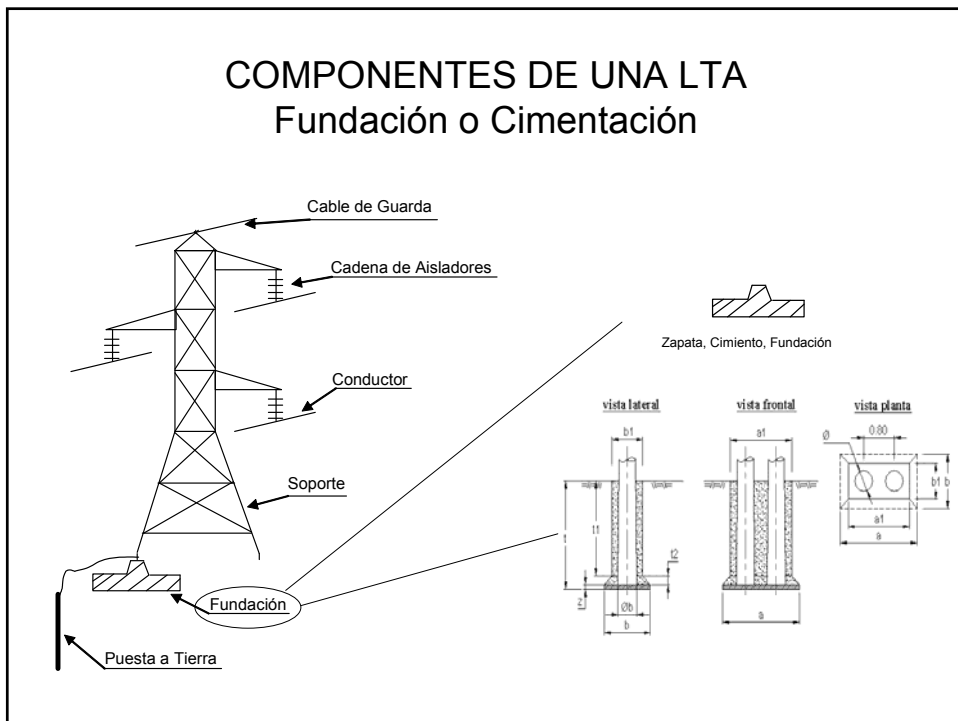 COMPONENTES DE UNA LTA
Fundación o Cimentación
Cable de Guarda
Cadena de Aisladores
Conductor
Soporte
Fundación
Puesta a Tierra
Zapata, Cimiento, Fundación
vista lateral
vista frontal
vista planta
b1
a1
0.80
Ø
b1
b
a1
a
t
t1
t2
z
Øb
b
a